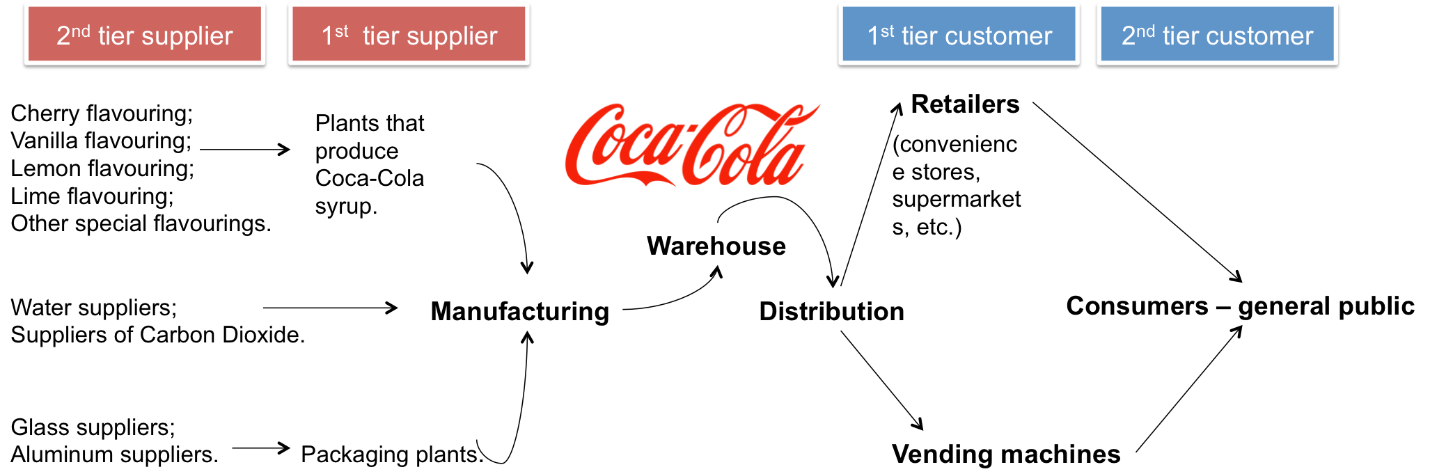 2nd tier supplier
1st tier supplier
1st tier customer
2nd tier customer
Cherry flavouring;
Vanilla flavouring;
Lemon flavouring;
Lime flavouring;
Other special flavourings.
Plants that
produce
Coca-Cola
syrup.
Coca-Cola
Retailers
(convenienc
e stores,
supermarket
s, etc.)
Warehouse
Water suppliers;
Suppliers of Carbon Dioxide.
Manufacturing
Distribution
Consumers – general public
Glass suppliers;
Aluminum suppliers.
Packaging plants.
Vending machines